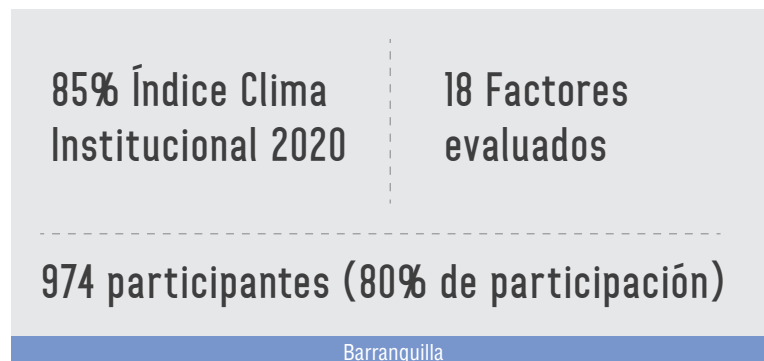 85% Índice Clima
Institucional 2020
18 Factores
evaluados
974 participantes (80% de participación)
Barranquilla